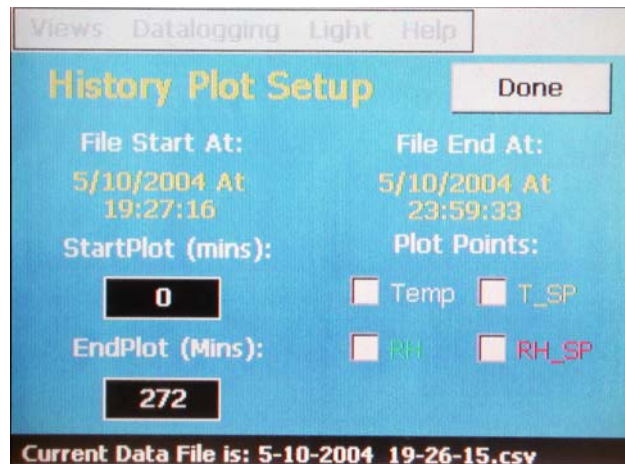 Views Datalogging Light Help
History Plot Setup
Done
File Start At:
5/10/2004 At
19:27:16
File End At:
5/10/2004 At
23:59:33
StartPlot (mins):
0
EndPlot (Mins):
272
Plot Points:
Temp
T_SP
RH
RH_SP
Current Data File is: 5-10-2004 19-26-15.csv